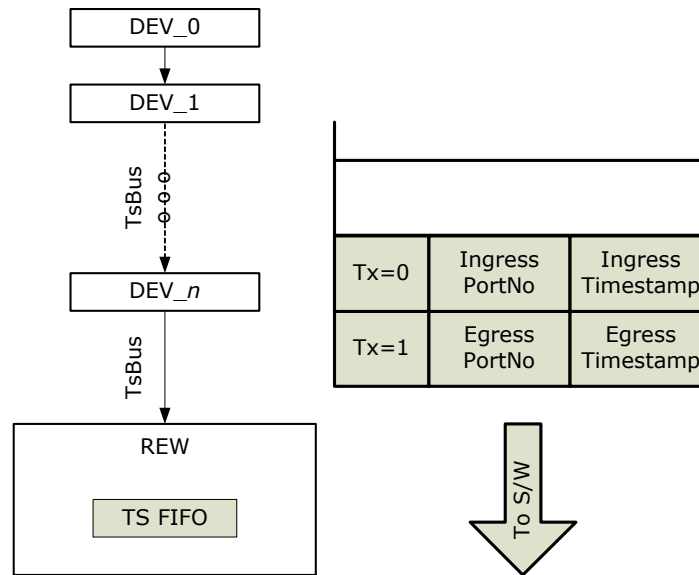 DEV_0
DEV_1
TsBus
DEV_n
TsBus
REW
TS FIFO
Tx=0
Ingress
PortNo
Ingress
Timestamp
Tx=1
Egress
PortNo
Egress
Timestamp
To S/W